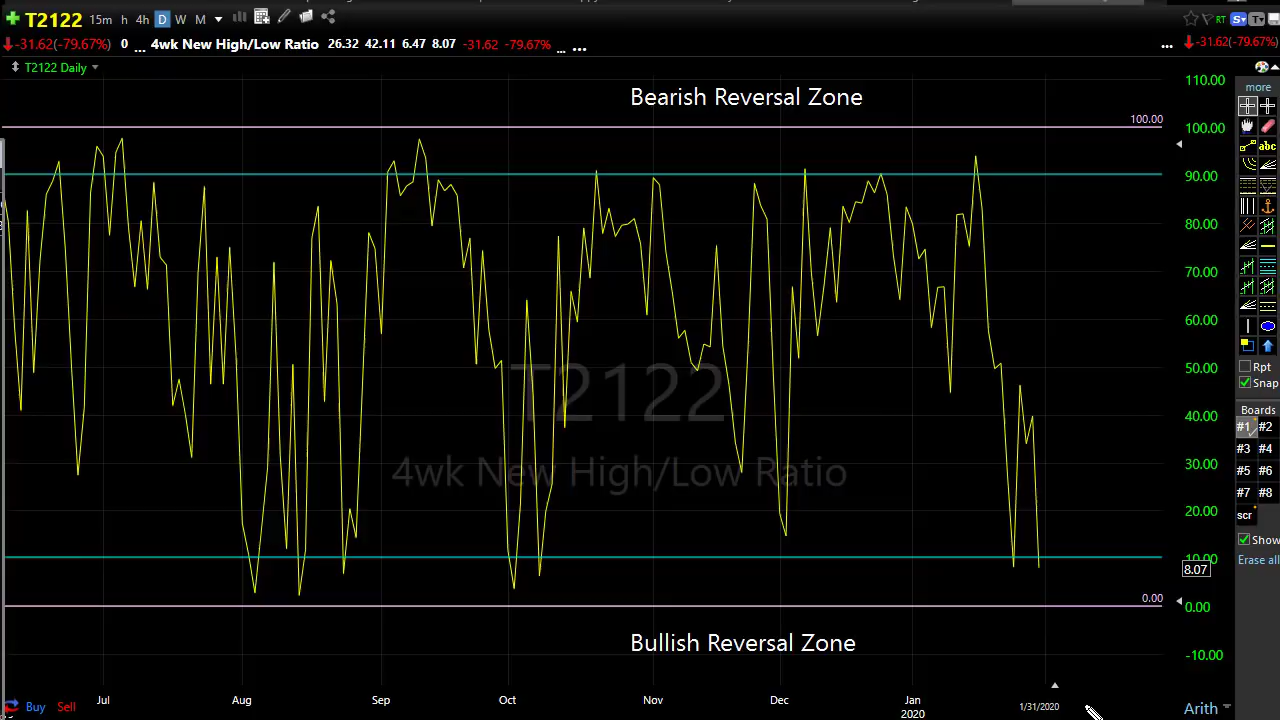 T2122 15m h 4h D W M
RT S T
-31.62(-79.67%) 0 ... 4wk New High/Low Ratio 26.32 42.11 6.47 8.07 -31.62 -79.67% ... ...
... -31.62(-79.67%)
T2122 Daily
more
abc
110.00
Bearish Reversal Zone
100.00
100.00
90.00
80.00
70.00
60.00
50.00
40.00
30.00
20.00
10.00
8.07
0.00
0.00
-10.00
T2122
4wk New High/Low Ratio
Bullish Reversal Zone
Rpt
Snap
Boards
#1 #2
#3 #4
#5 #6
#7 #8
scr
Show
Erase all
Jul Aug Sep Oct Nov Dec Jan
2020
1/31/2020
Buy Sell
Arith